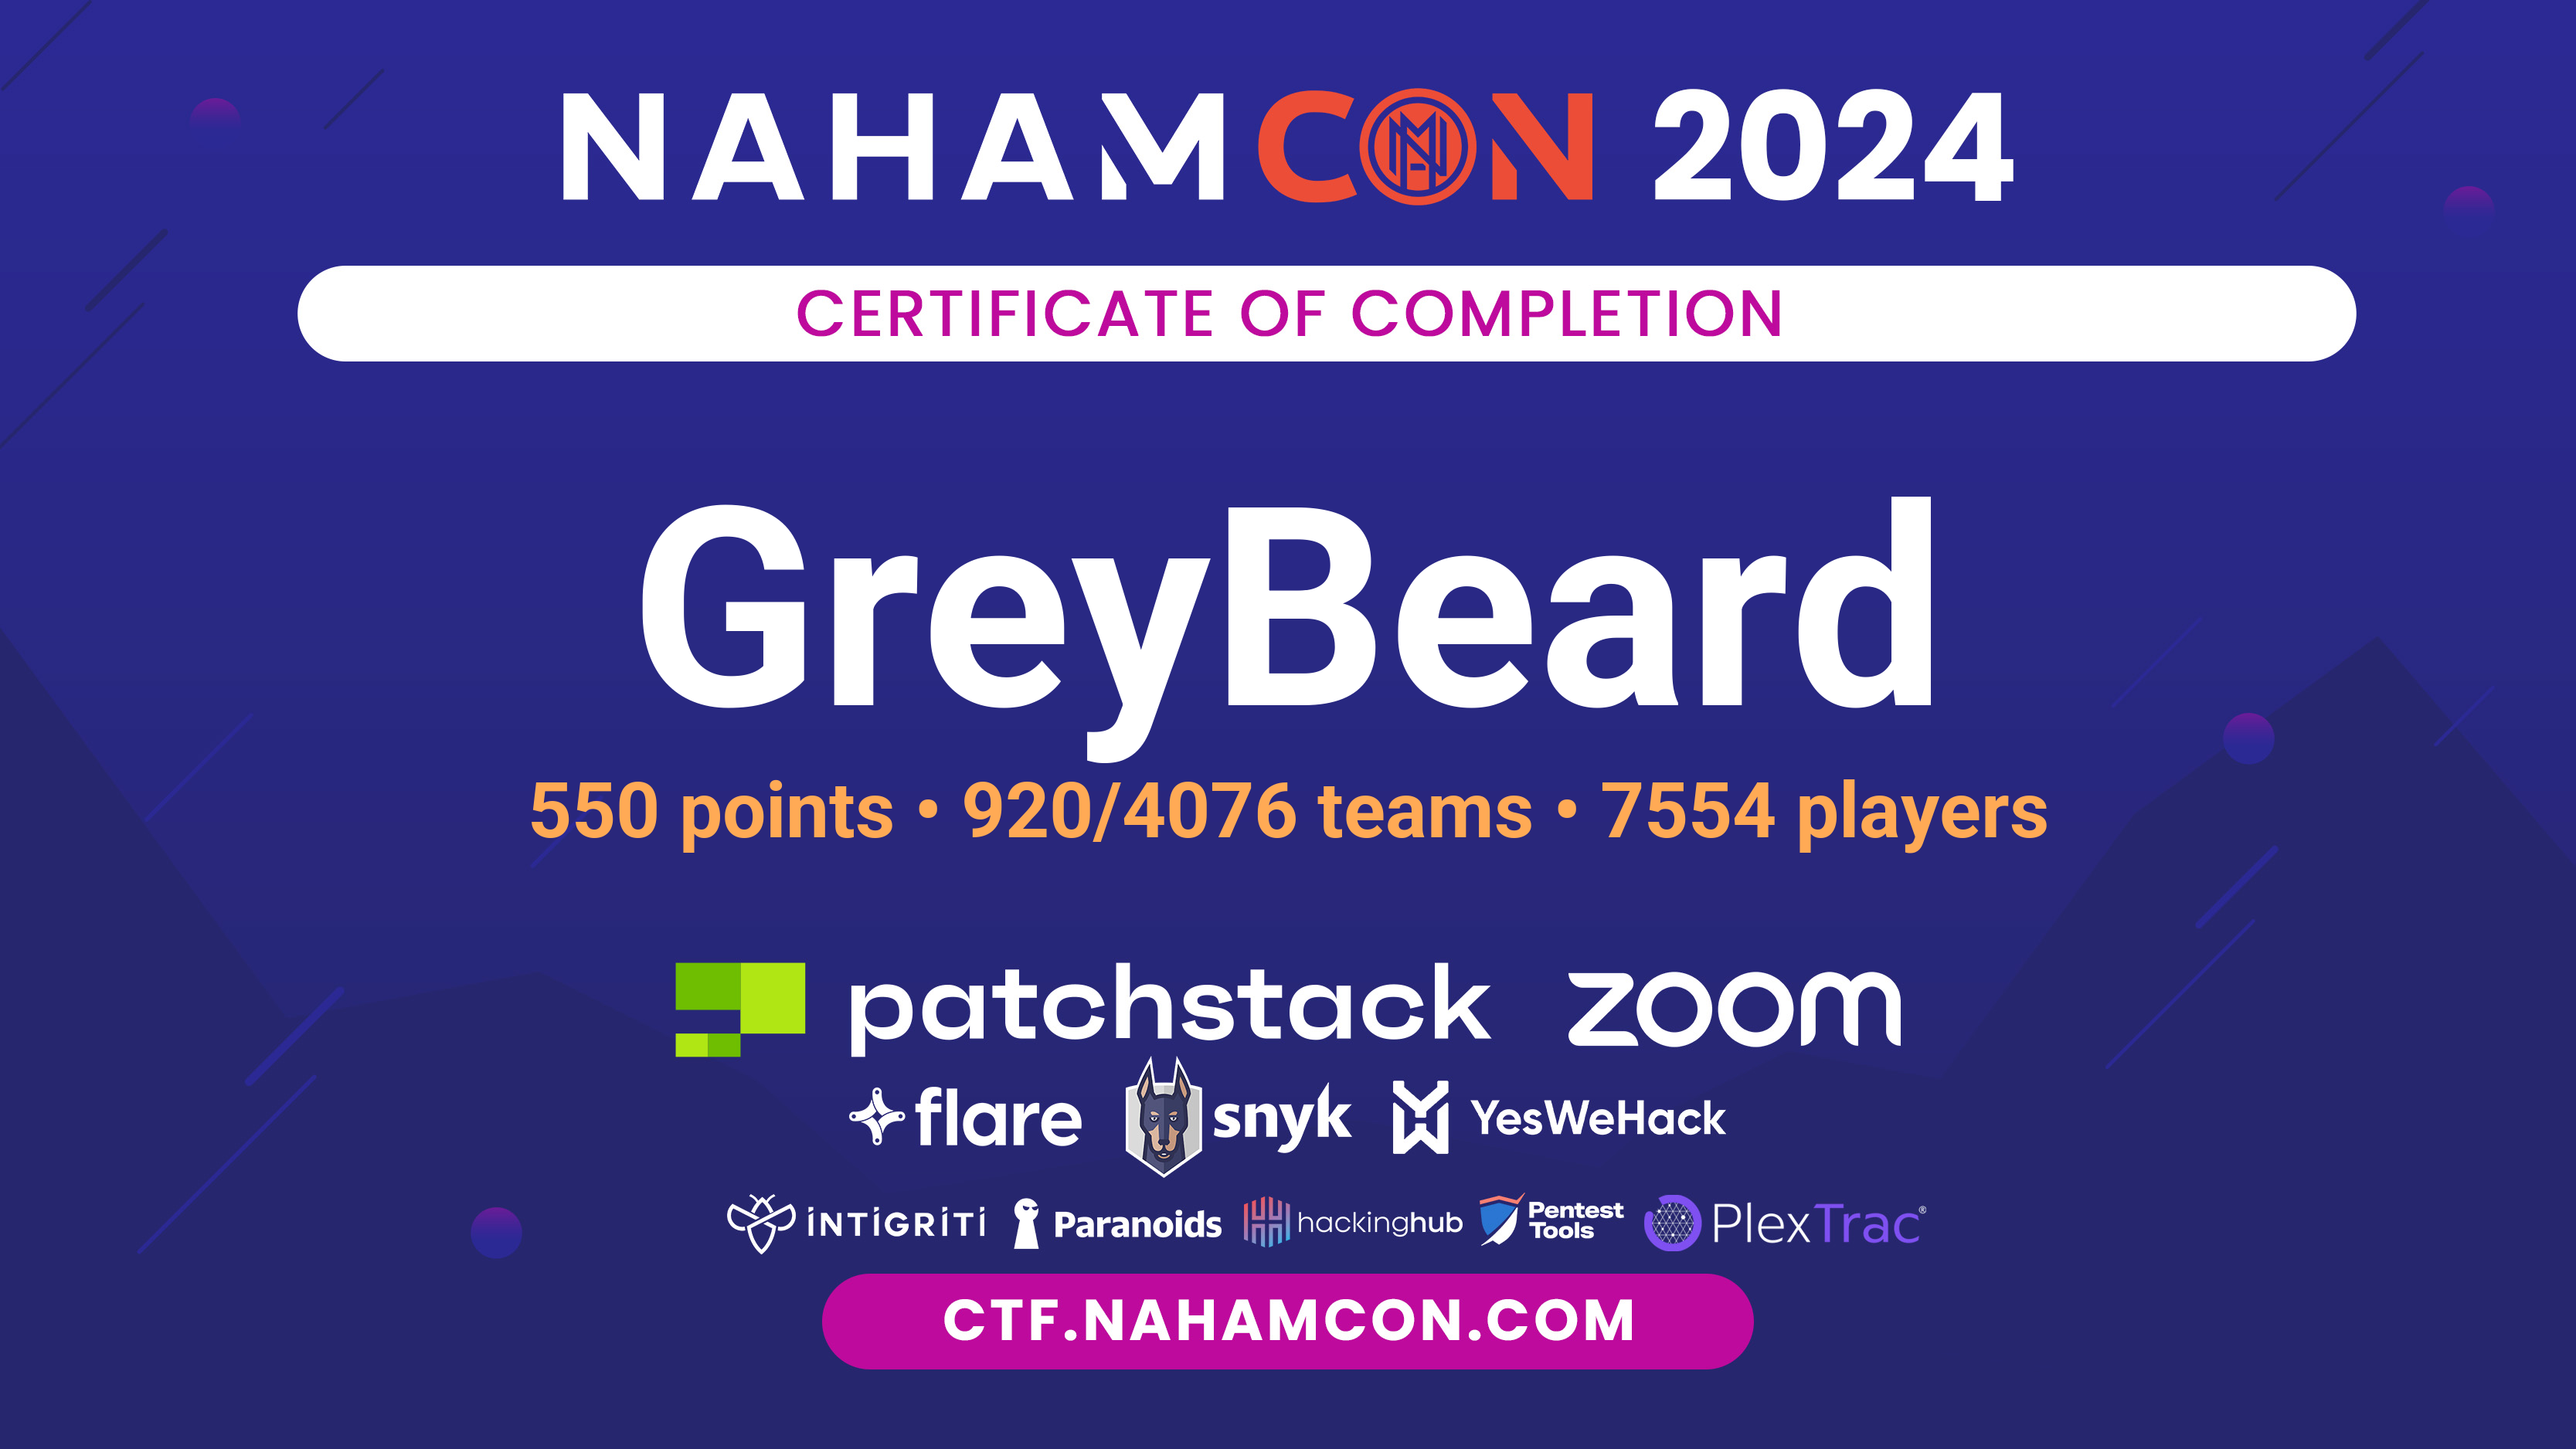 NAHAMCON 2024
CERTIFICATE OF COMPLETION
GreyBeard
550 points • 920/4076 teams • 7554 players
patchstack zoom
flare snyk YesWeHack
INTIGRITI Paranoids hackinghub Pentest Tools PlexTrac®
CTF.NAHAMCON.COM